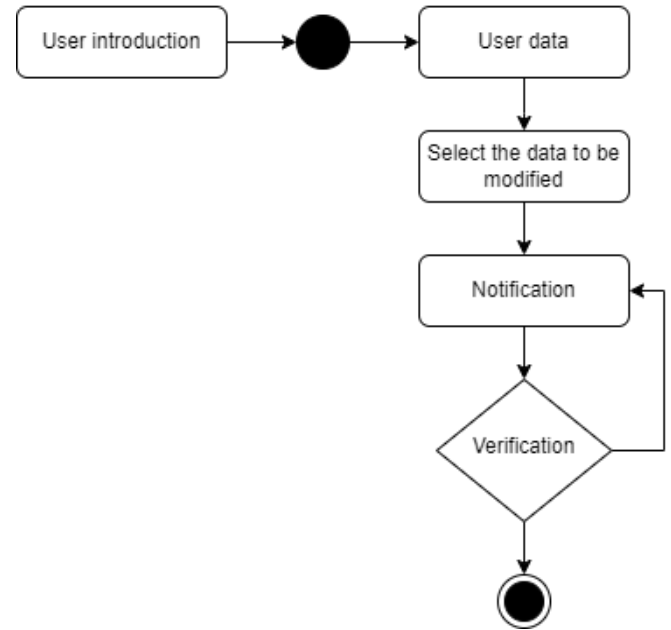 User introduction
User data
Select the data to be
modified
Notification
Verification